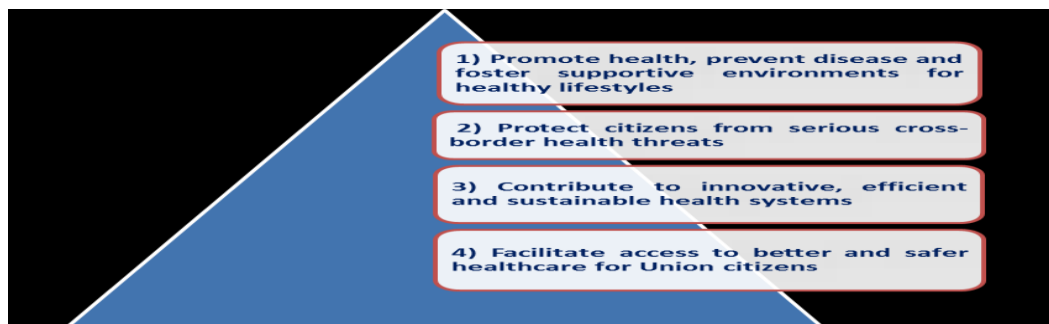 1) Promote health, prevent disease and
foster supportive environments for
healthy lifestyles
2) Protect citizens from serious cross-
border health threats
3) Contribute to innovative, efficient
and sustainable health systems
4) Facilitate access to better and safer
healthcare for Union citizens